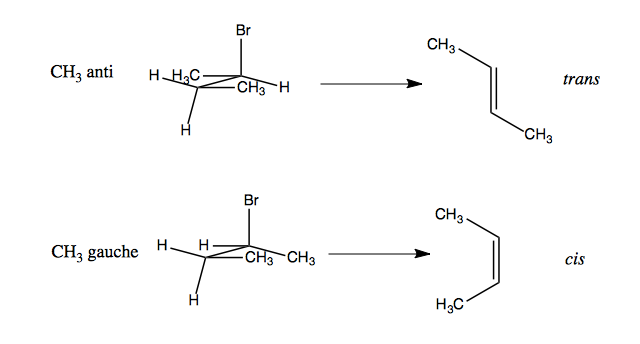 Br
CH₃
CH₃ anti
H H₃C
CH₃ H
trans
H
CH₃
Br
CH₃
CH₃ gauche
H H
CH₃ CH₃
cis
H
H₃C